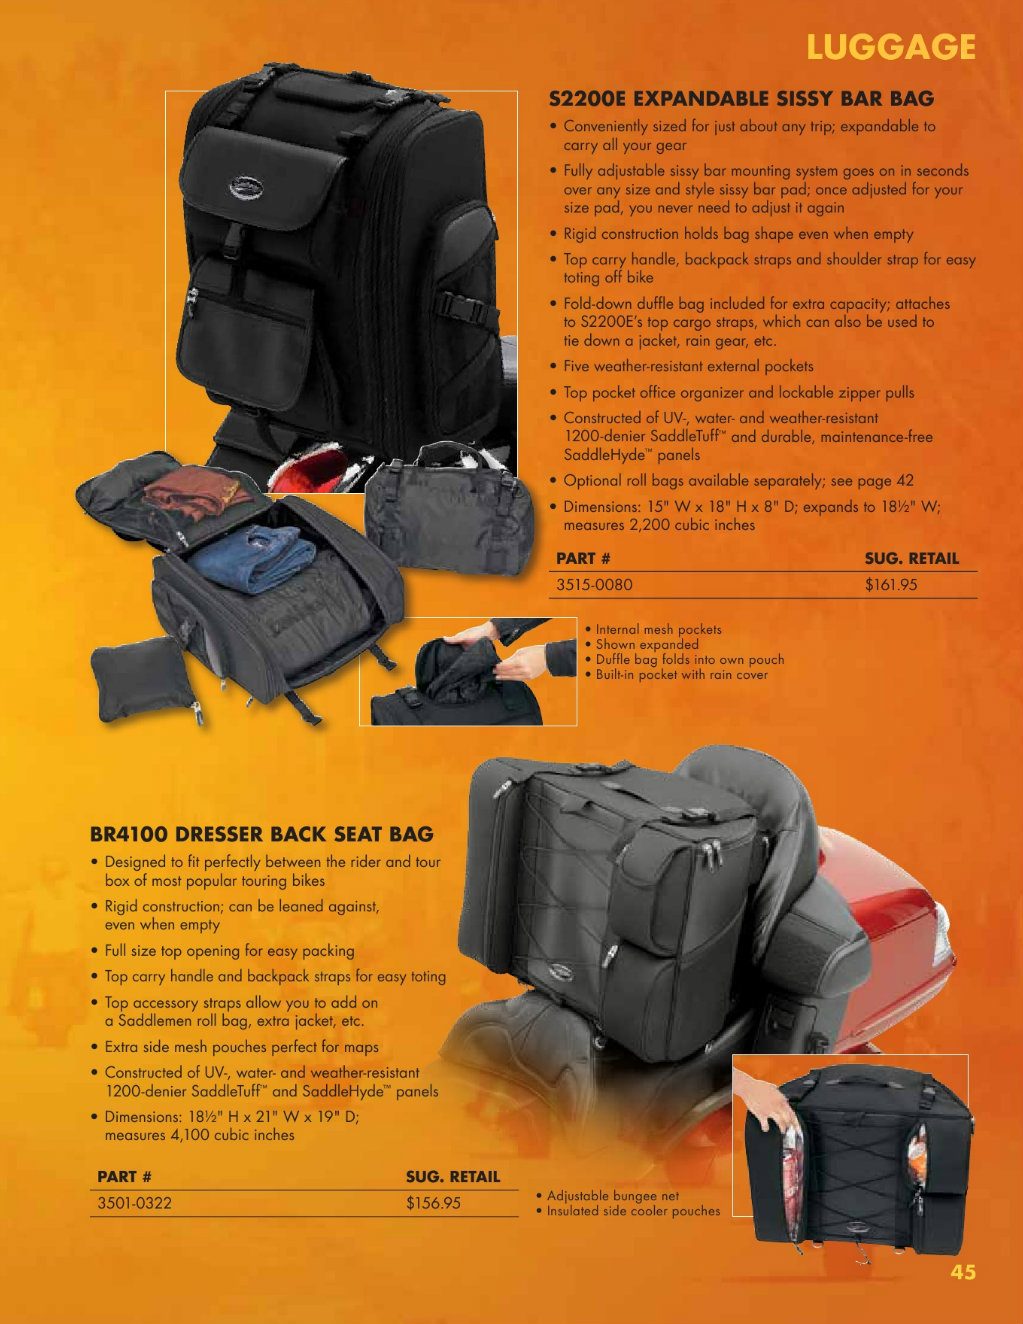 LUGGAGE
S2200E EXPANDABLE SISSY BAR BAG
• Conveniently sized for just about any trip; expandable to
carry all your gear
• Fully adjustable sissy bar mounting system goes on in seconds
over any size and style sissy bar pad; once adjusted for your
size pad, you never need to adjust it again
• Rigid construction holds bag shape even when empty
• Top carry handle, backpack straps and shoulder strap for easy
toting off bike
• Fold-down duffle bag included for extra capacity; attaches
to S2200E's top cargo straps, which can also be used to
tie down a jacket, rain gear, etc.
• Five weather-resistant external pockets
• Top pocket office organizer and lockable zipper pulls
• Constructed of UV-, water- and weather-resistant
1200-denier SaddleTuff™ and durable, maintenance-free
SaddleHyde™ panels
• Optional roll bags available separately; see page 42
• Dimensions: 15" W x 18" H x 8" D; expands to 18½" W;
measures 2,200 cubic inches
PART # SUG. RETAIL
3515-0080 $161.95
• Internal mesh pockets
• Shown expanded
• Duffle bag folds into own pouch
• Built-in pocket with rain cover
BR4100 DRESSER BACK SEAT BAG
• Designed to fit perfectly between the rider and tour
box of most popular touring bikes
• Rigid construction; can be leaned against,
even when empty
• Full size top opening for easy packing
• Top carry handle and backpack straps for easy toting
• Top accessory straps allow you to add on
a Saddlemen roll bag, extra jacket, etc.
• Extra side mesh pouches perfect for maps
• Constructed of UV-, water- and weather-resistant
1200-denier SaddleTuff™ and SaddleHyde™ panels
• Dimensions: 18½" H x 21" W x 19" D;
measures 4,100 cubic inches
PART # SUG. RETAIL
3501-0322 $156.95
• Adjustable bungee net
• Insulated side cooler pouches
45